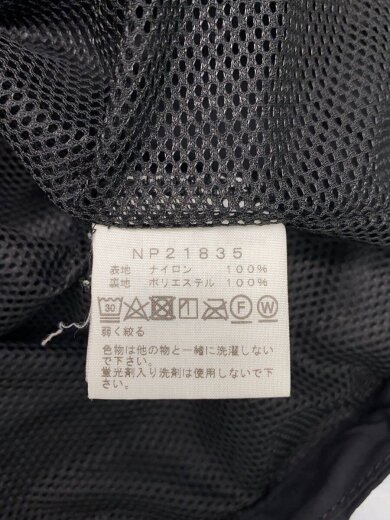 NP21835
表地 ナイロン 100%
裏地 ポリエステル 100%
30 F W
弱く絞る
色物は他の物と一緒に洗濯しない
で下さい。
蛍光剤入り洗剤は使用しないで下
さい。